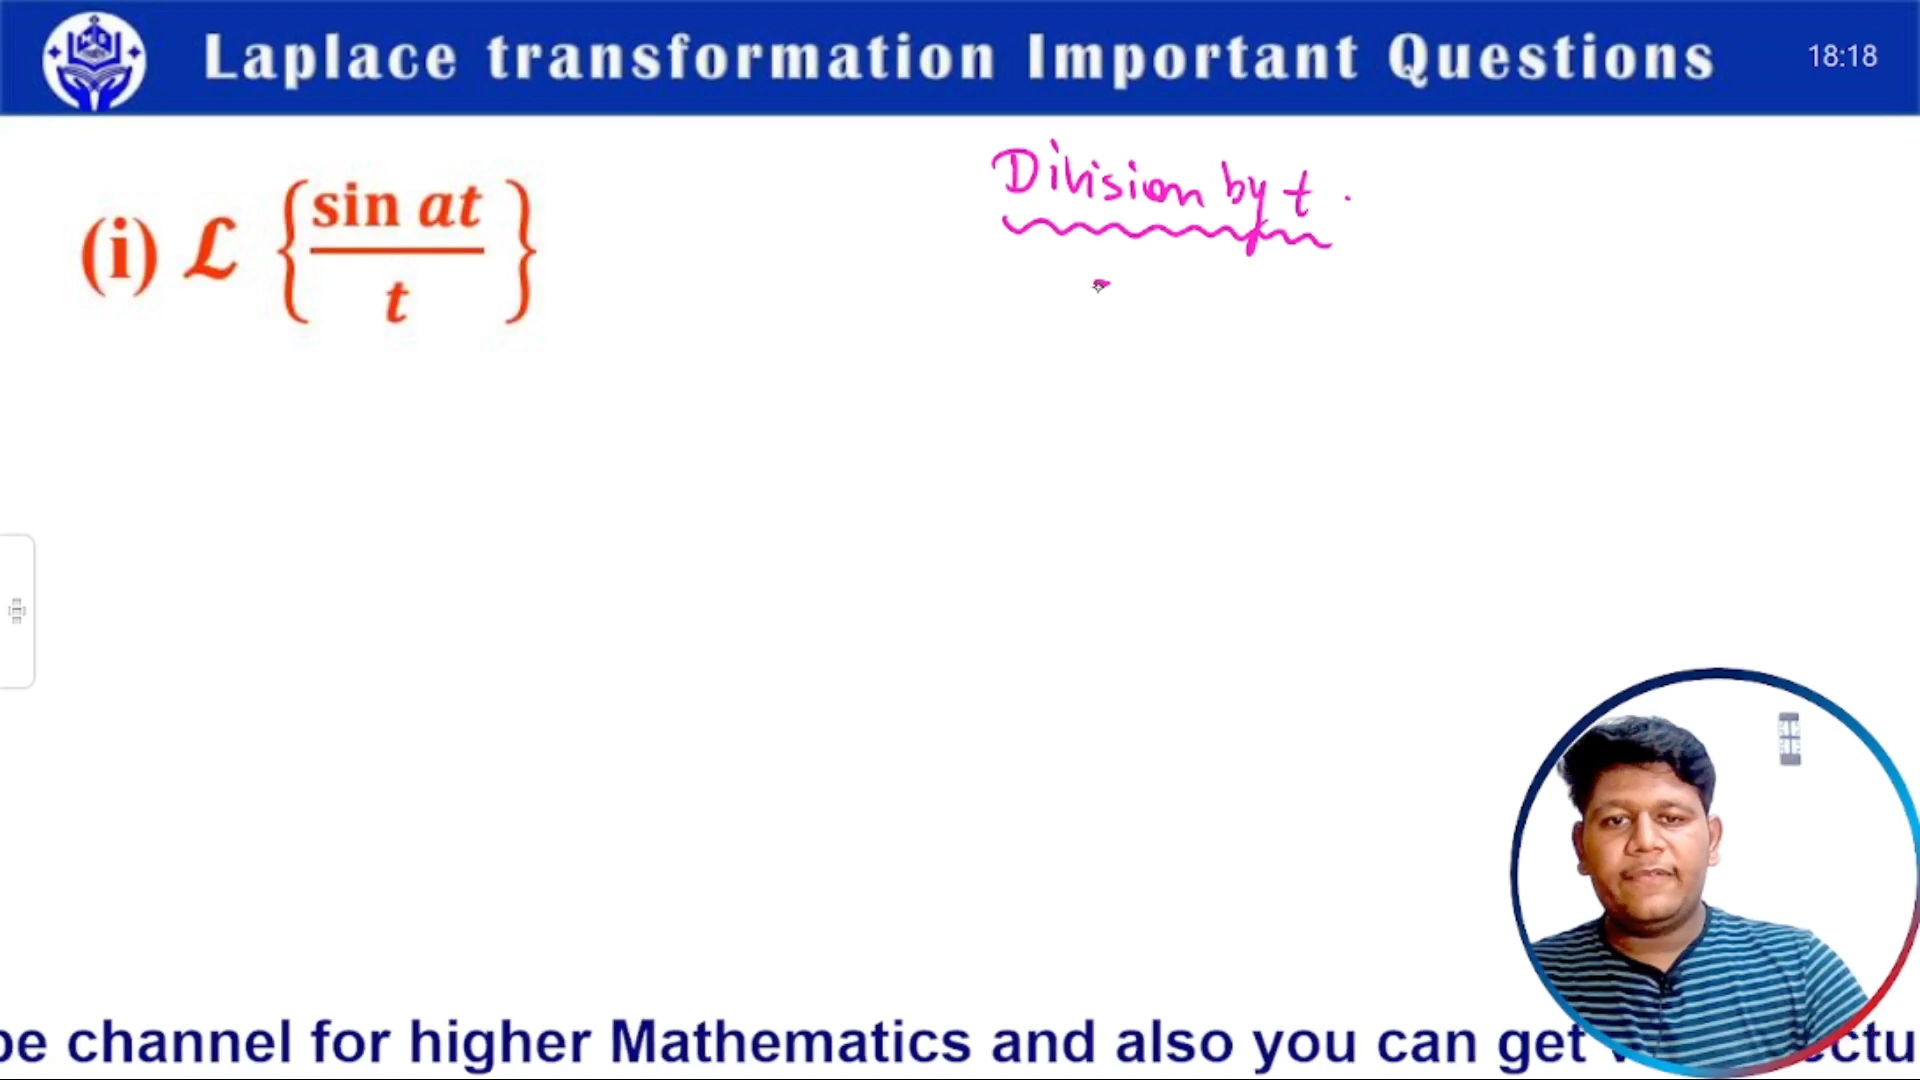 Laplace transformation Important Questions
18:18
Division by t.
(i) ℒ {sin at / t}
be channel for higher Mathematics and also you can get